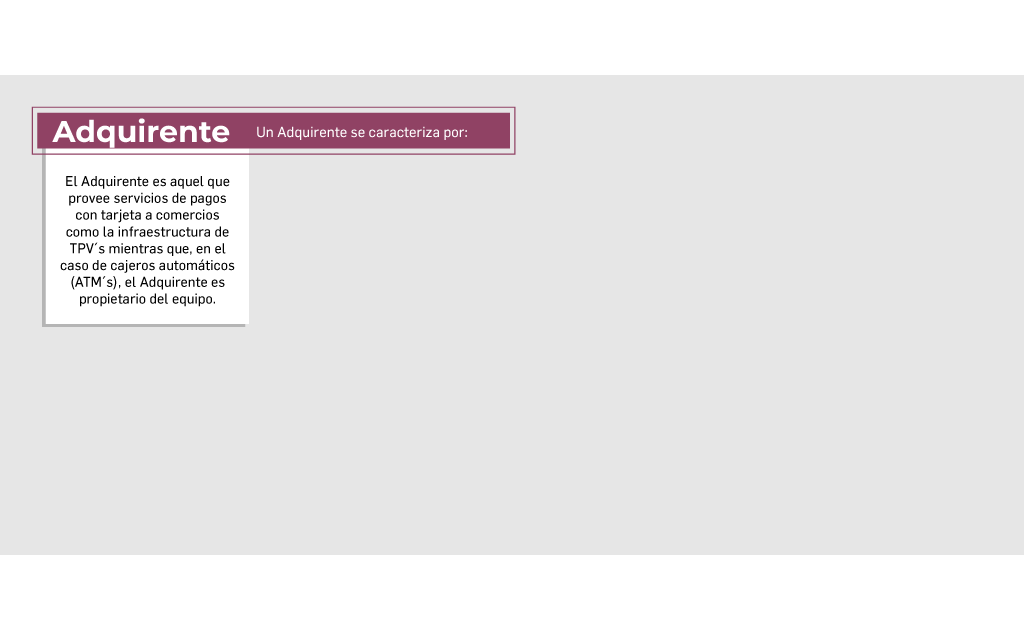 Adquirente
Un Adquirente se caracteriza por:
El Adquirente es aquel que
provee servicios de pagos
con tarjeta a comercios
como la infraestructura de
TPV´s mientras que, en el
caso de cajeros automáticos
(ATM´s), el Adquirente es
propietario del equipo.